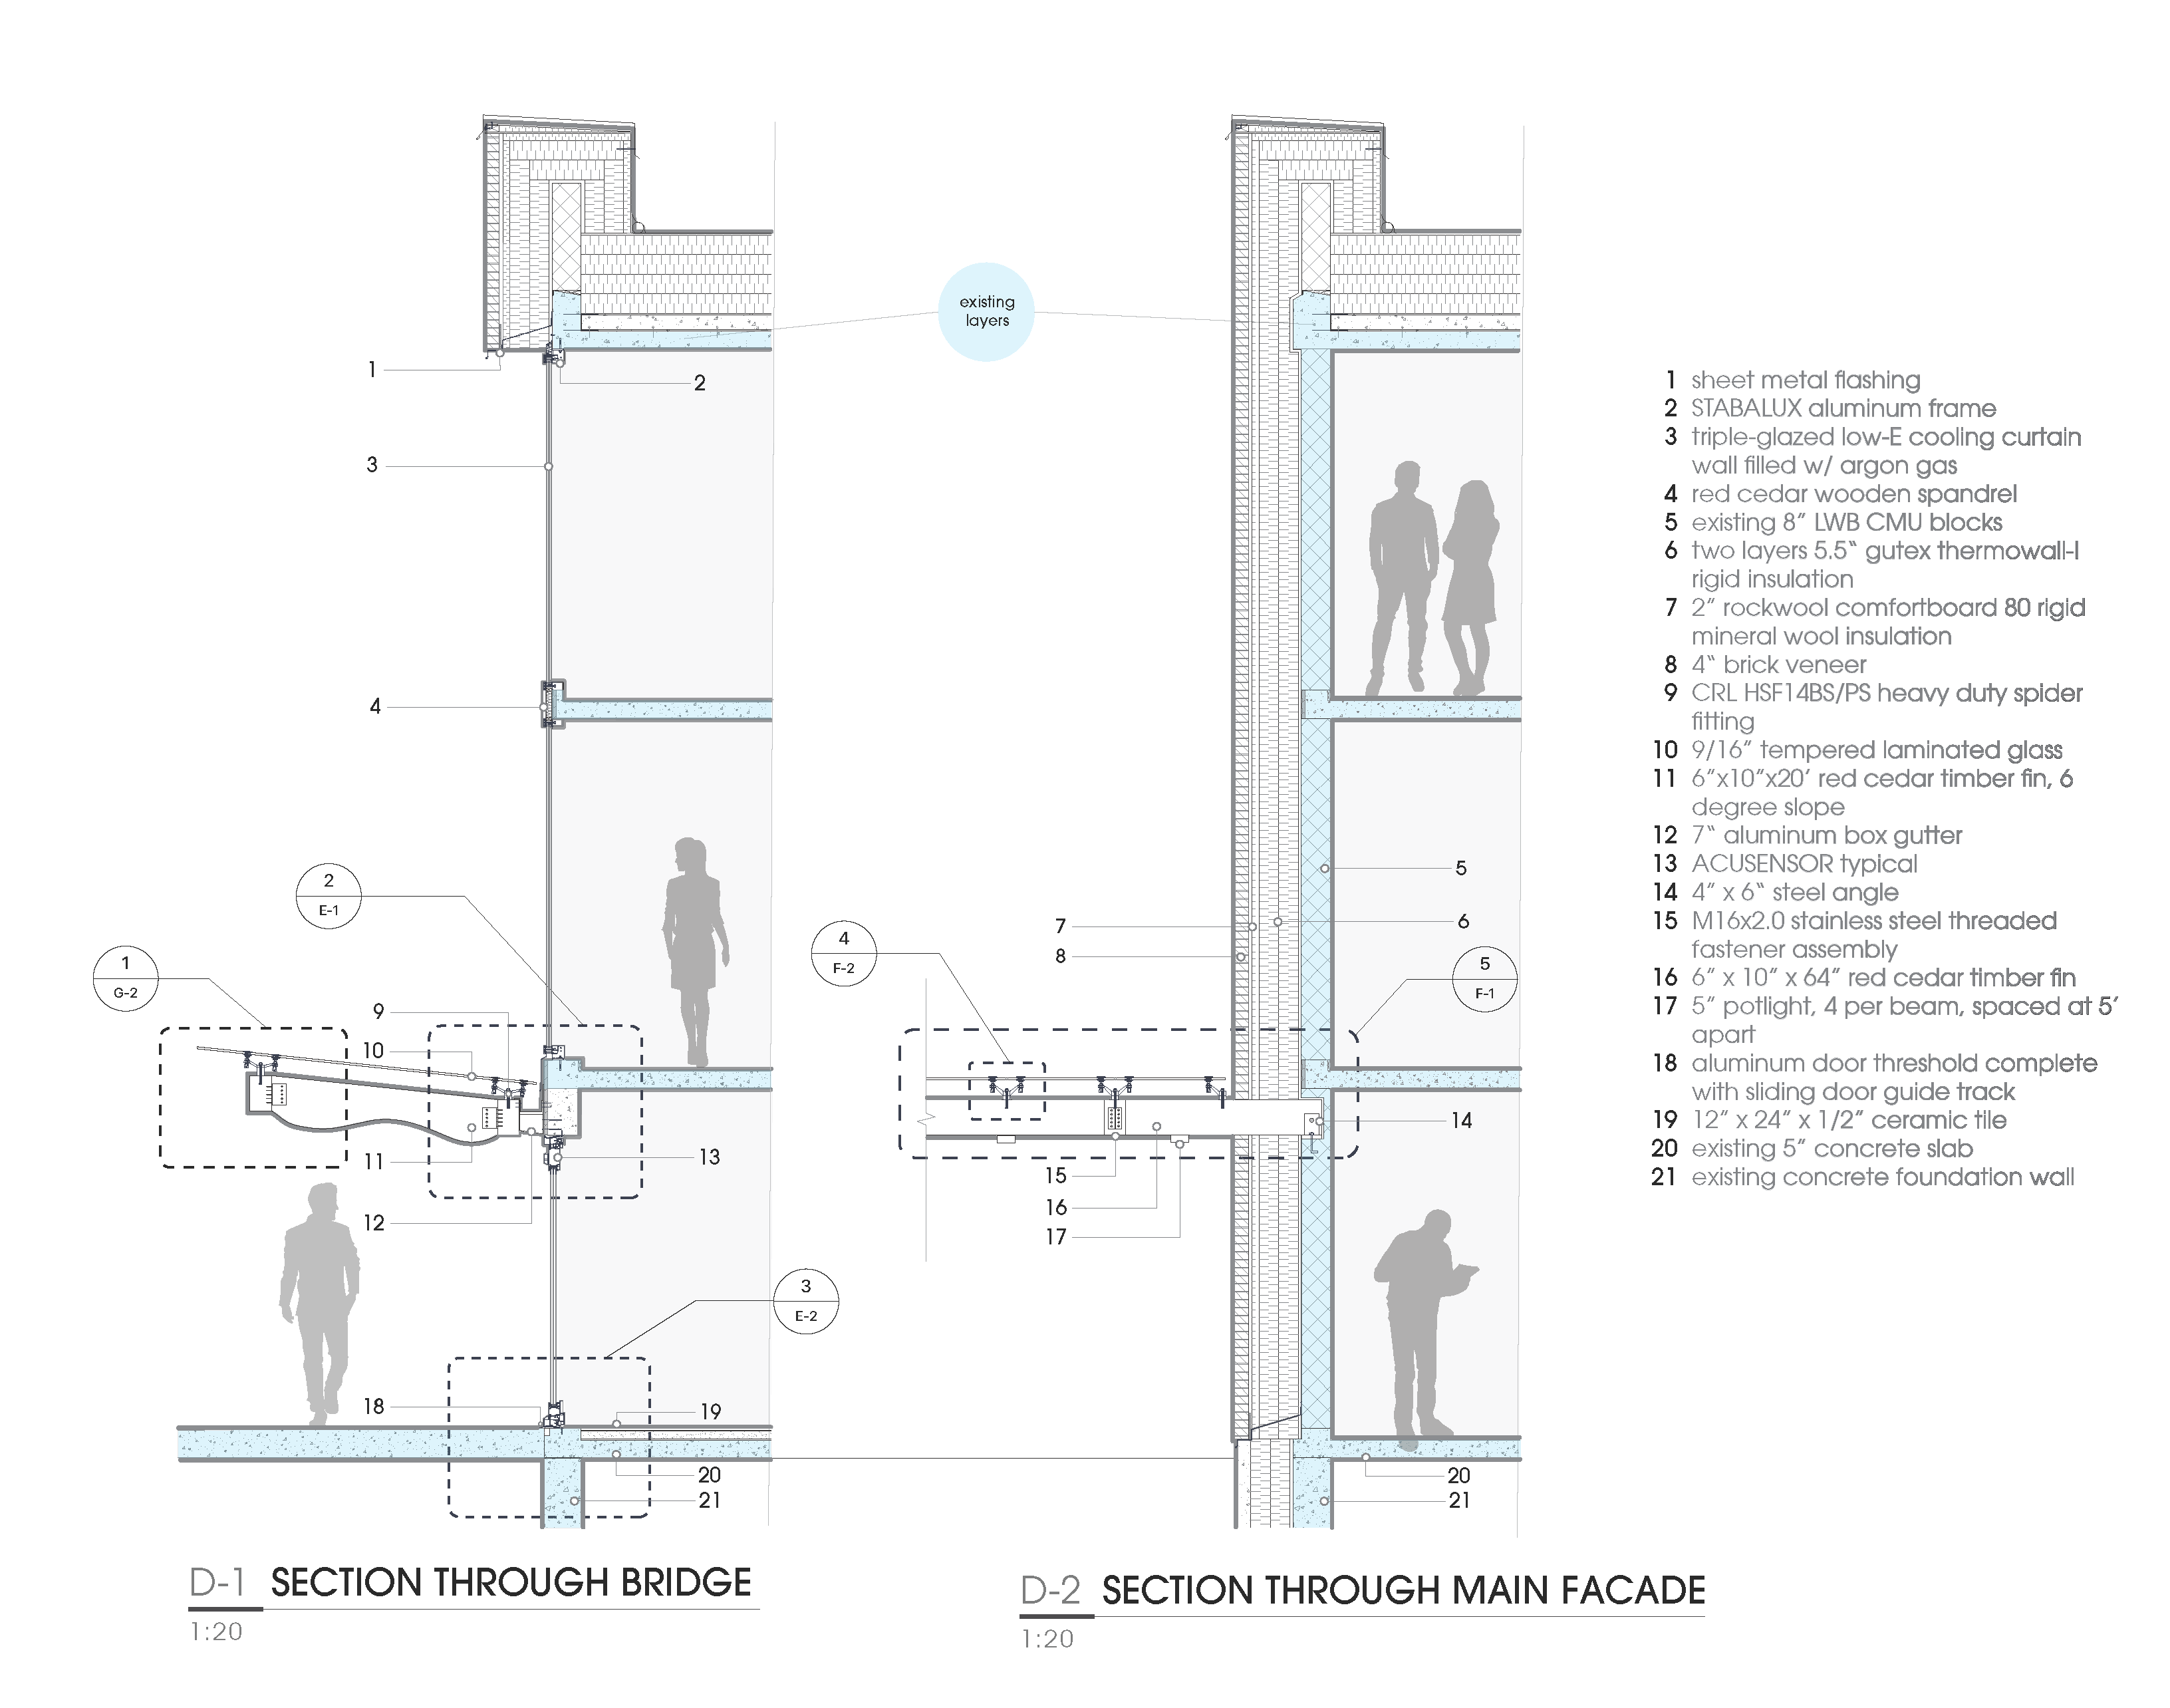 existing
layers
1
2
3
4
2
E-1
1
G-2
9
10
11
12
13
3
E-2
18
19
20
21
D-1 SECTION THROUGH BRIDGE
1:20
5
6
7
8
4
F-2
5
F-1
14
15
16
17
20
21
D-2 SECTION THROUGH MAIN FACADE
1:20
1 sheet metal flashing
2 STABALUX aluminum frame
3 triple-glazed low-E cooling curtain
wall filled w/ argon gas
4 red cedar wooden spandrel
5 existing 8" LWB CMU blocks
6 two layers 5.5" gutex thermowall-l
rigid insulation
7 2" rockwool comfortboard 80 rigid
mineral wool insulation
8 4" brick veneer
9 CRL HSF14BS/PS heavy duty spider
fitting
10 9/16" tempered laminated glass
11 6"x10"x20' red cedar timber fin, 6
degree slope
12 7" aluminum box gutter
13 ACUSENSOR typical
14 4" x 6" steel angle
15 M16x2.0 stainless steel threaded
fastener assembly
16 6" x 10" x 64" red cedar timber fin
17 5" potlight, 4 per beam, spaced at 5'
apart
18 aluminum door threshold complete
with sliding door guide track
19 12" x 24" x 1/2" ceramic tile
20 existing 5" concrete slab
21 existing concrete foundation wall